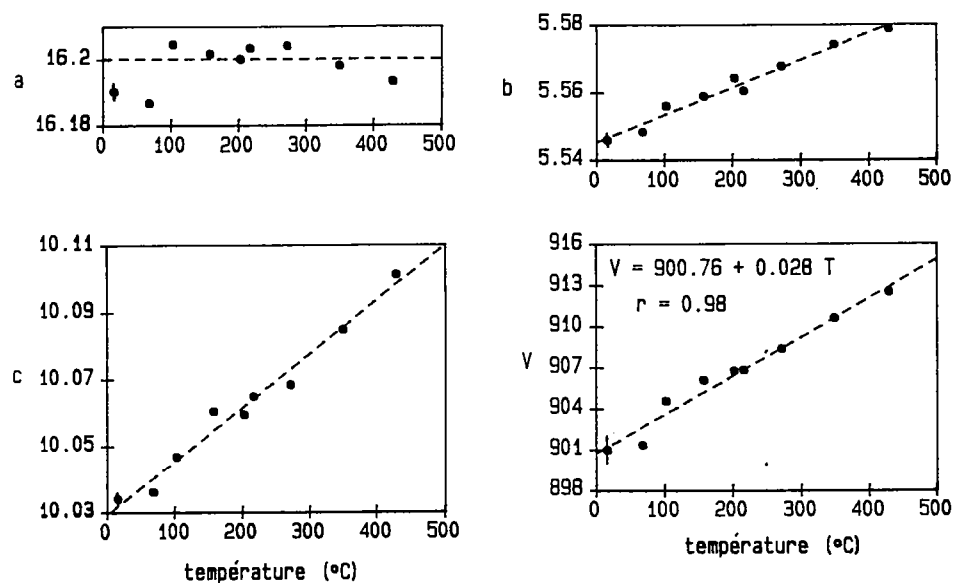 a
16.2
16.18
0 100 200 300 400 500
b
5.58
5.56
5.54
0 100 200 300 400 500
c
10.11
10.09
10.07
10.05
10.03
0 100 200 300 400 500
température (ºC)
V
916
913
910
907
904
901
898
V = 900.76 + 0.028 T
r = 0.98
0 100 200 300 400 500
température (ºC)